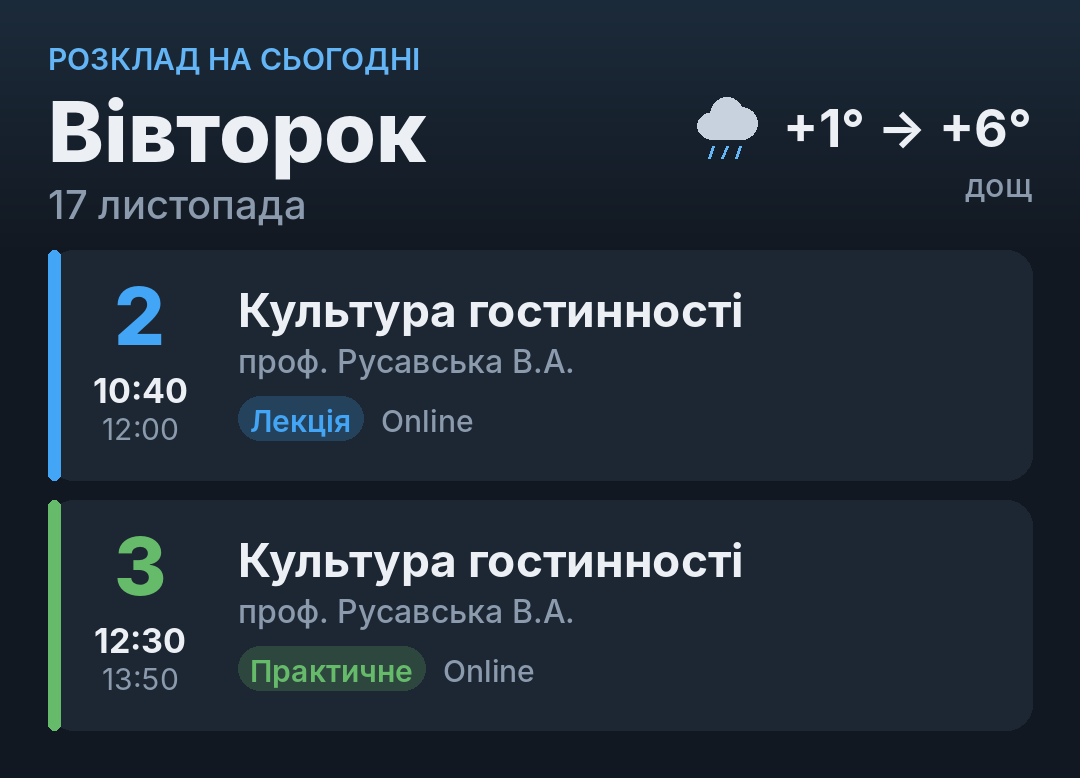 РОЗКЛАД НА СЬОГОДНІ
Вівторок
+1° → +6°
17 листопада
дощ
2
10:40
12:00
Культура гостинності
проф. Русавська В.А.
Лекція Online
3
12:30
13:50
Культура гостинності
проф. Русавська В.А.
Практичне Online